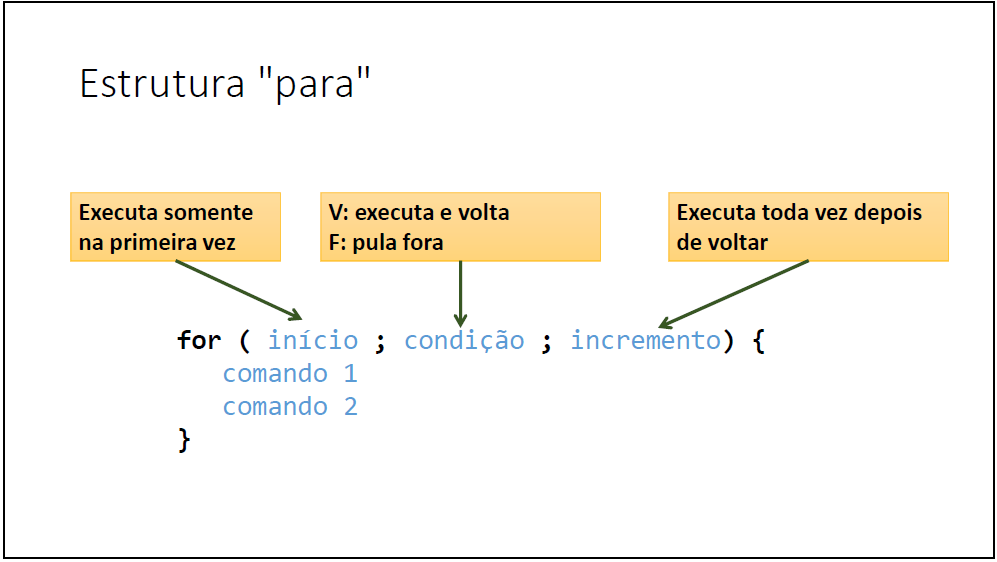 Estrutura "para"
Executa somente
na primeira vez
V: executa e volta
F: pula fora
Executa toda vez depois
de voltar
for ( início ; condição ; incremento) {
comando 1
comando 2
}